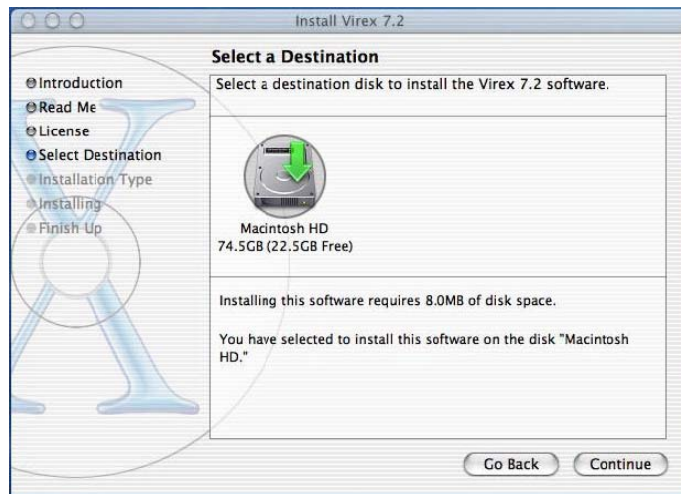 Install Virex 7.2
Select a Destination
Introduction
Read Me
License
Select Destination
Installation Type
Installing
Finish Up
Select a destination disk to install the Virex 7.2 software.
Macintosh HD
74.5GB (22.5GB Free)
Installing this software requires 8.0MB of disk space.
You have selected to install this software on the disk "Macintosh
HD."
Go Back
Continue